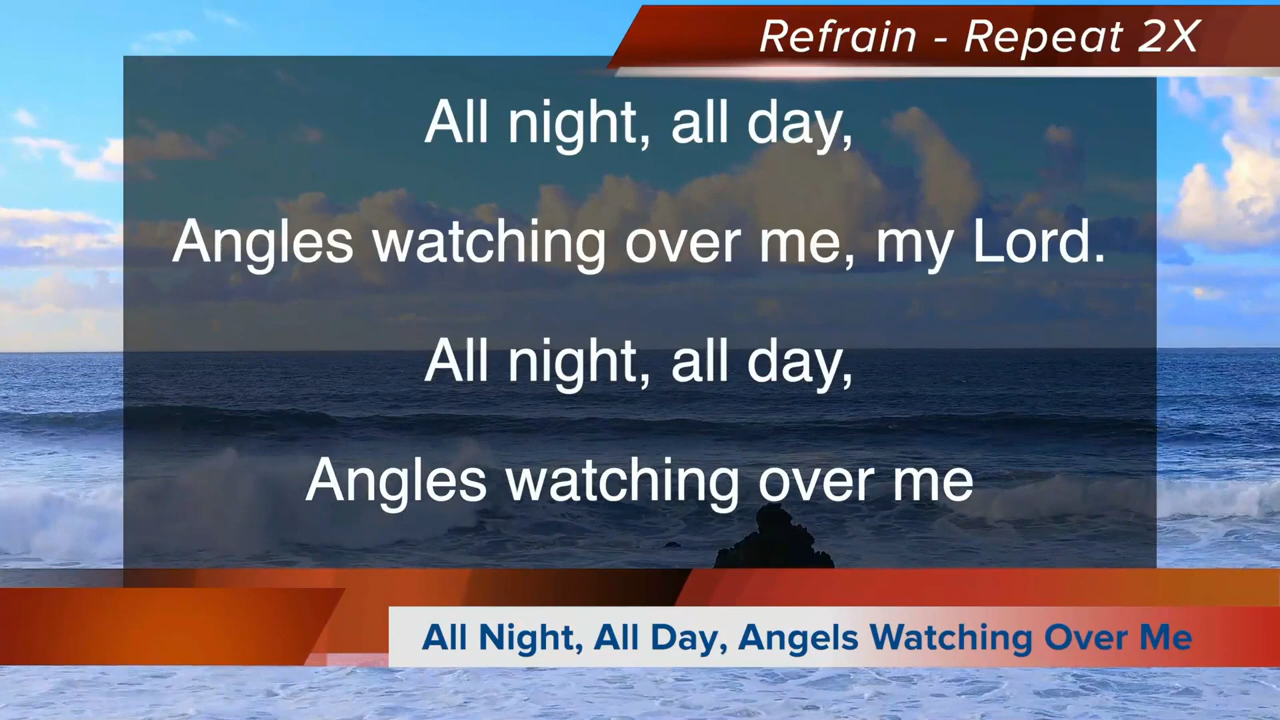 Refrain - Repeat 2X
All night, all day,
Angles watching over me, my Lord.
All night, all day,
Angles watching over me
All Night, All Day, Angels Watching Over Me